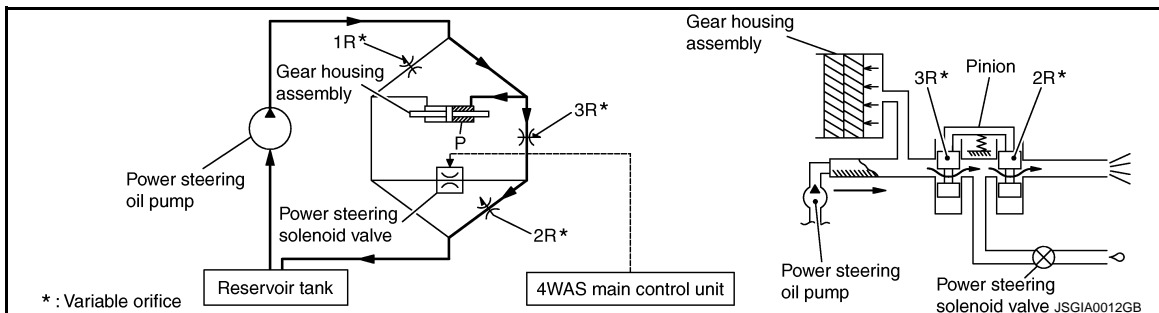 1R*
Gear housing
assembly
3R*
P
Power steering
oil pump
Power steering
solenoid valve
2R*
Reservoir tank
4WAS main control unit
* : Variable orifice
Gear housing
assembly
Pinion
3R*
2R*
Power steering
oil pump
Power steering
solenoid valve
JSGIA0012GB